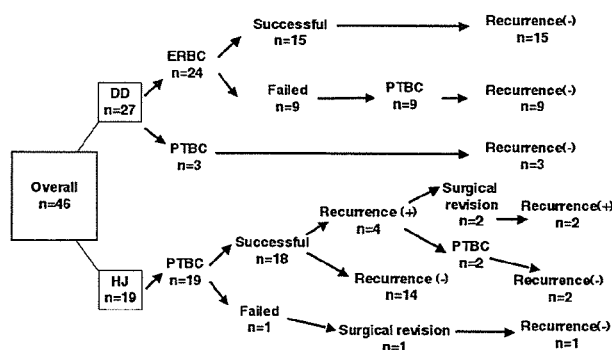 Successful
n=15
Recurrence(-)
n=15
ERBC
n=24
Failed
n=9
PTBC
n=9
Recurrence(-)
n=9
DD
n=27
PTBC
n=3
Recurrence(-)
n=3
Overall
n=46
HJ
n=19
PTBC
n=19
Successful
n=18
Recurrence (+)
n=4
Surgical
revision
n=2
Recurrence(+)
n=2
PTBC
n=2
Recurrence(-)
n=2
Recurrence (-)
n=14
Failed
n=1
Surgical revision
n=1
Recurrence(-)
n=1